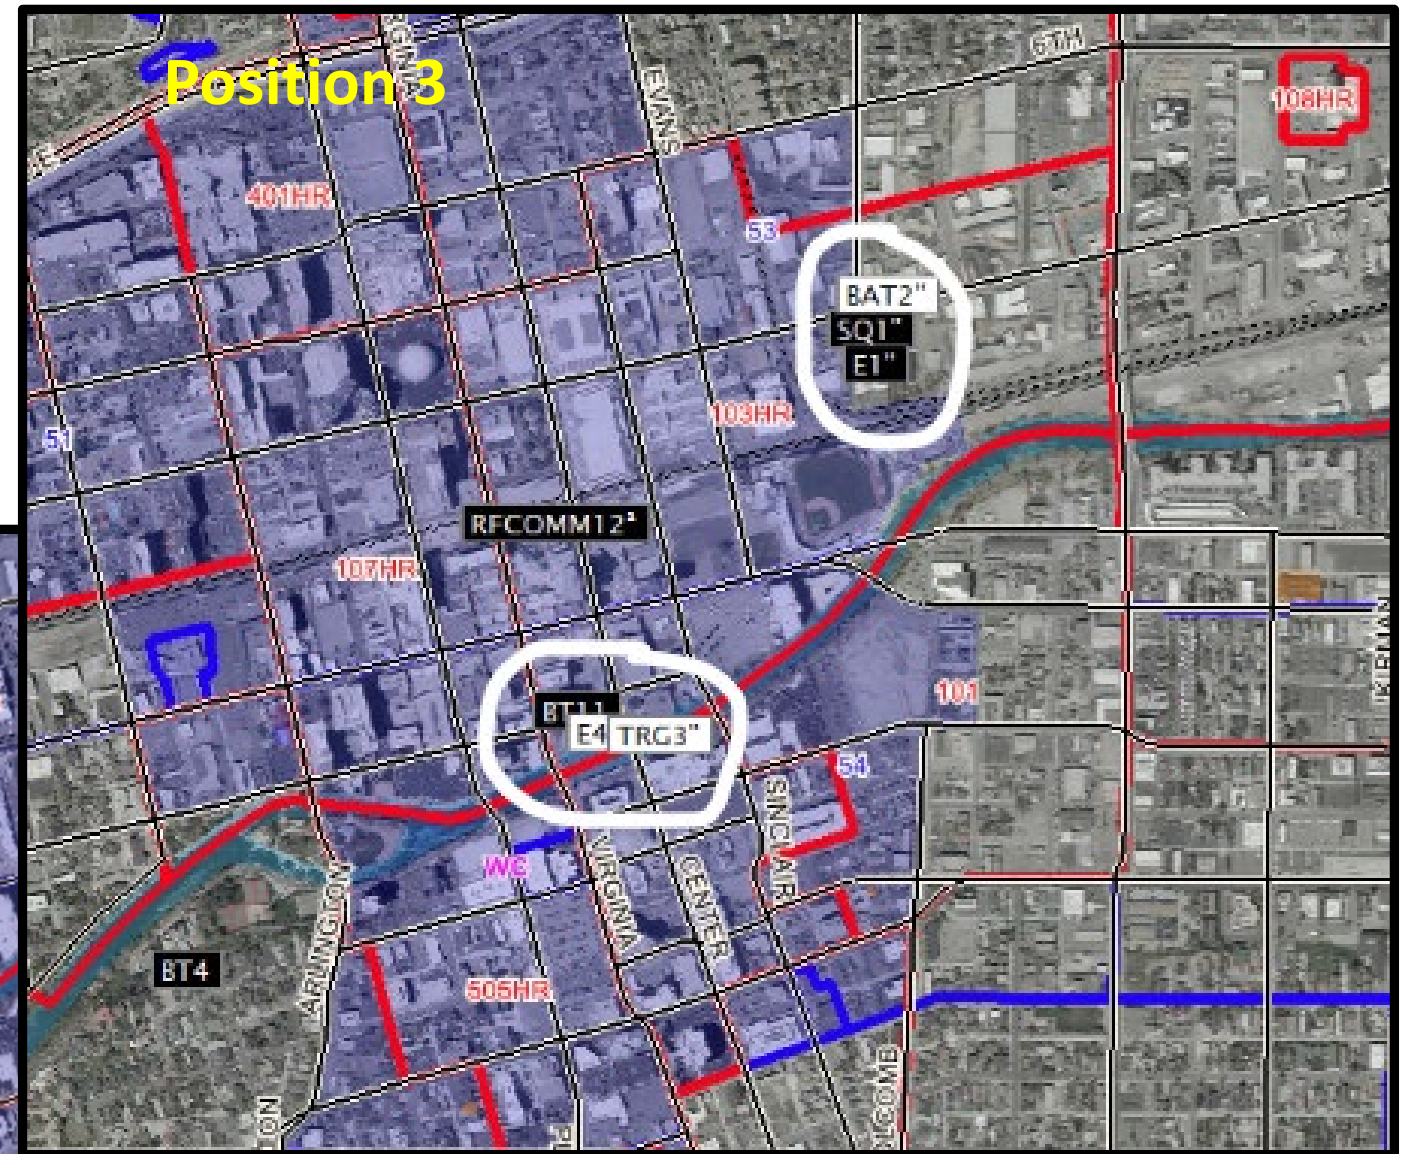 Position 3
6TH
108HR
EVANS
401HR
53
BAT2"
SQ1"
E1"
103HR
51
RFCOMM12"
107HR
KIRMAN
101
BT11
E4 TRG3"
54
SINCLAIR
WC
VIRGINIA
CENTER
ARLINGTON
BT4
505HR